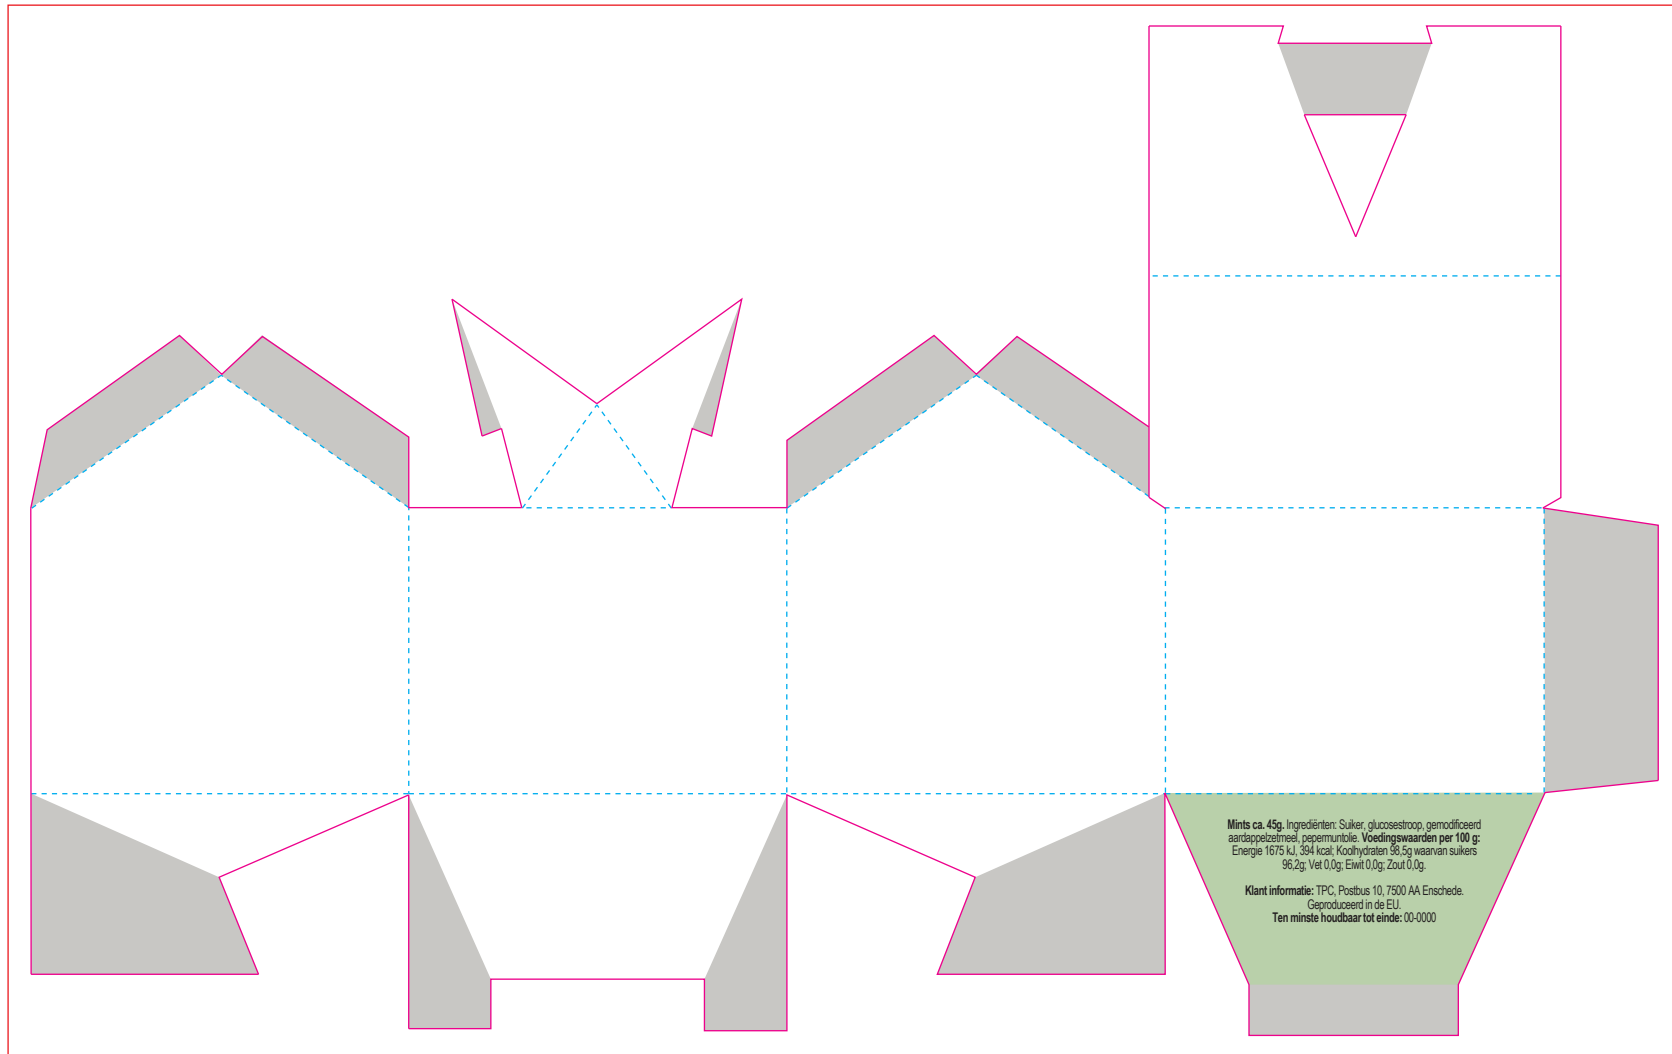 Mints ca. 45g. Ingrediënten: Suiker, glucosestroop, gemodificeerd
aardappelzetmeel, pepermuntolie. Voedingswaarden per 100 g:
Energie 1675 kJ, 394 kcal; Koolhydraten 98,5g waarvan suikers
96,2g; Vet 0,0g; Eiwit 0,0g; Zout 0,0g.
Klant informatie: TPC, Postbus 10, 7500 AA Enschede.
Geproduceerd in de EU.
Ten minste houdbaar tot einde: 00-0000